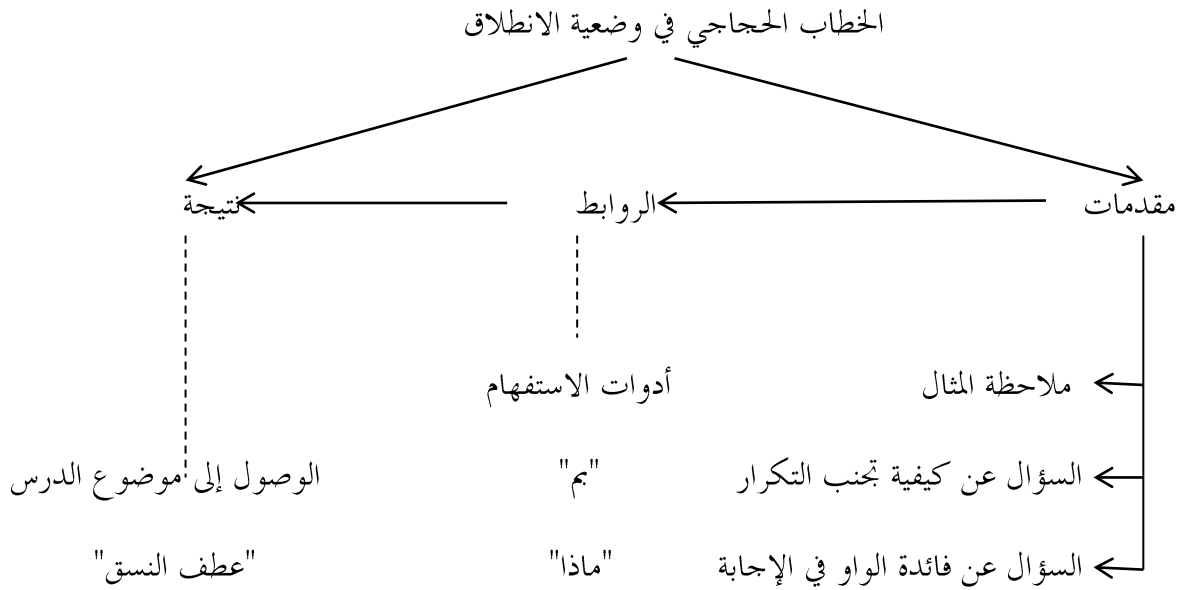 الخطاب الحجاجي في وضعية الانطلاق
مقدمات الروابط نتيجة
ملاحظة المثال أدوات الاستفهام
السؤال عن كيفية تجنب التكرار "بم" الوصول إلى موضوع الدرس
السؤال عن فائدة الواو في الإجابة "ماذا" "عطف النسق"